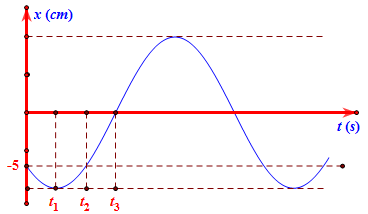 x (cm)
t (s)
-5
t₁ t₂ t₃